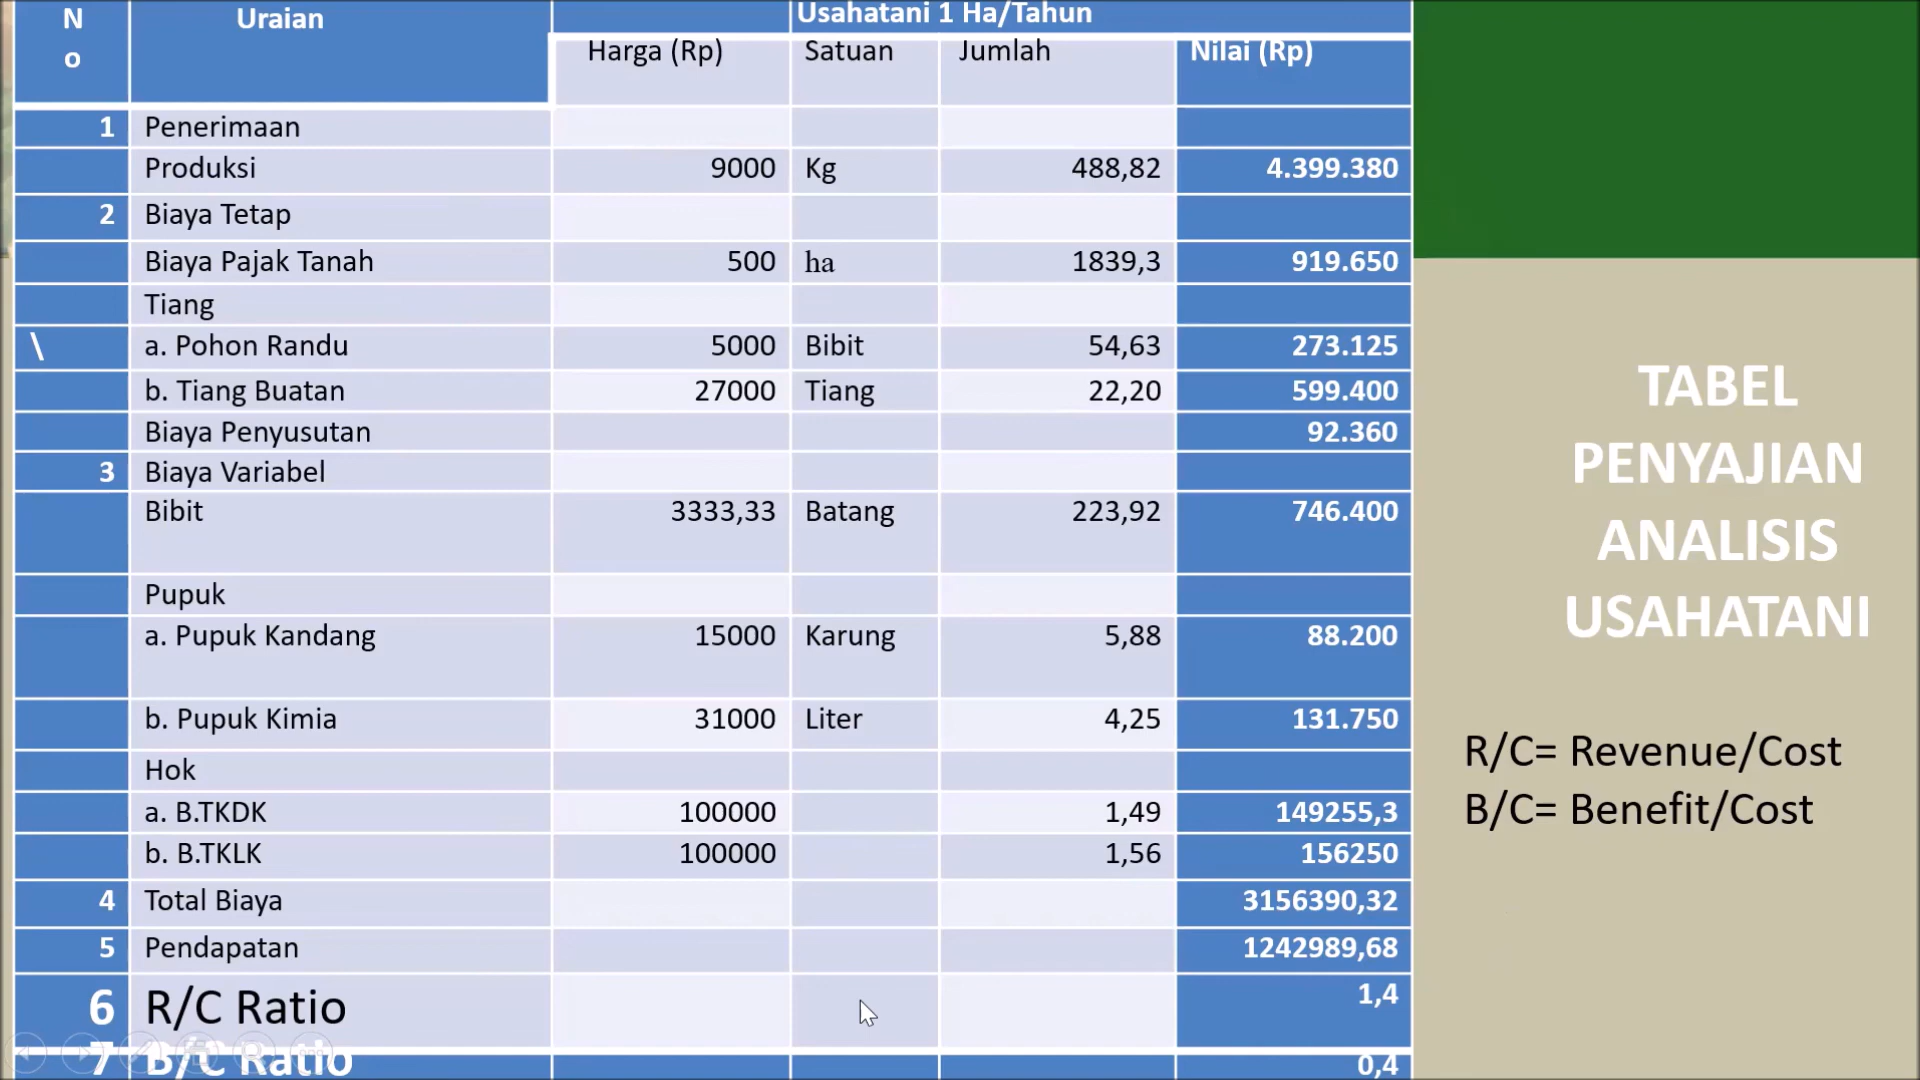 No Uraian Usahatani 1 Ha/Tahun
Harga (Rp) Satuan Jumlah Nilai (Rp)
1 Penerimaan
Produksi 9000 Kg 488,82 4.399.380
2 Biaya Tetap
Biaya Pajak Tanah 500 ha 1839,3 919.650
Tiang
\ a. Pohon Randu 5000 Bibit 54,63 273.125
b. Tiang Buatan 27000 Tiang 22,20 599.400
Biaya Penyusutan 92.360
3 Biaya Variabel
Bibit 3333,33 Batang 223,92 746.400
Pupuk
a. Pupuk Kandang 15000 Karung 5,88 88.200
b. Pupuk Kimia 31000 Liter 4,25 131.750
Hok
a. B.TKDK 100000 1,49 149255,3
b. B.TKLK 100000 1,56 156250
4 Total Biaya 3156390,32
5 Pendapatan 1242989,68
6 R/C Ratio 1,4
7 B/C Ratio 0,4
TABEL
PENYAJIAN
ANALISIS
USAHATANI
R/C= Revenue/Cost
B/C= Benefit/Cost